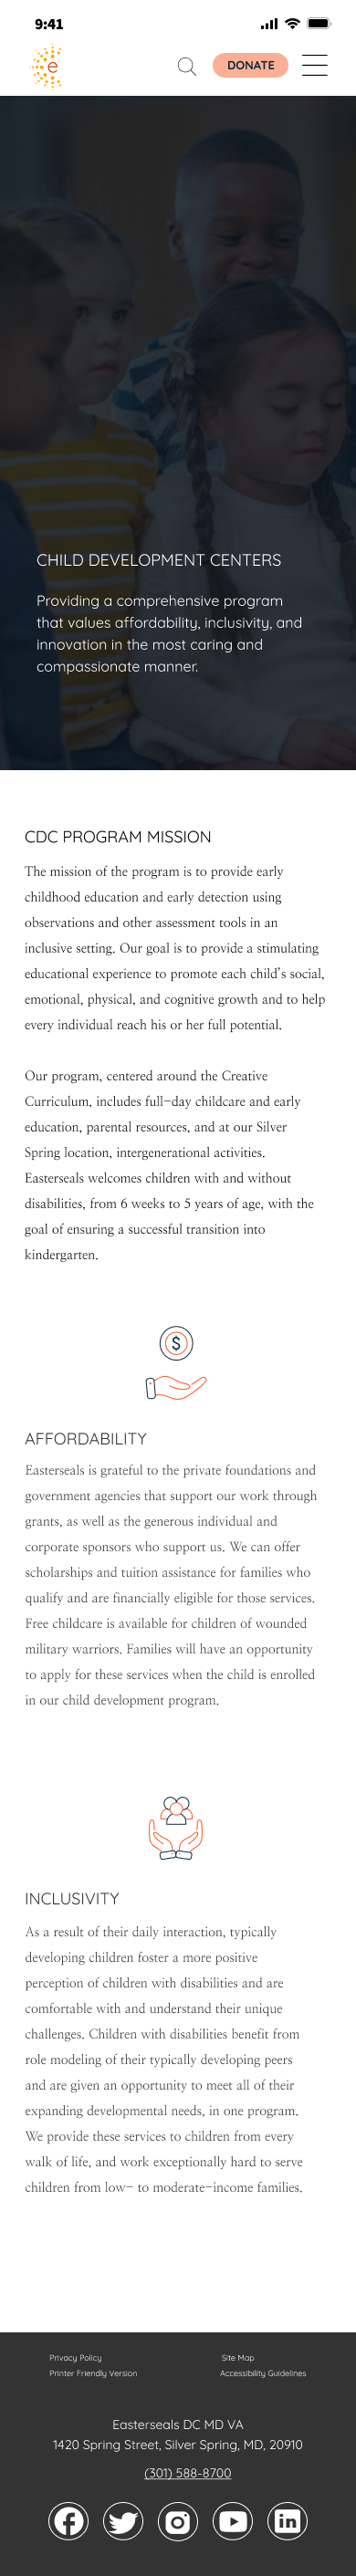 9:41
e
DONATE
CHILD DEVELOPMENT CENTERS
Providing a comprehensive program
that values affordability, inclusivity, and
innovation in the most caring and
compassionate manner.
CDC PROGRAM MISSION
The mission of the program is to provide early
childhood education and early detection using
observations and other assessment tools in an
inclusive setting. Our goal is to provide a stimulating
educational experience to promote each child's social,
emotional, physical, and cognitive growth and to help
every individual reach his or her full potential.
Our program, centered around the Creative
Curriculum, includes full-day childcare and early
education, parental resources, and at our Silver
Spring location, intergenerational activities.
Easterseals welcomes children with and without
disabilities, from 6 weeks to 5 years of age, with the
goal of ensuring a successful transition into
kindergarten.
$
AFFORDABILITY
Easterseals is grateful to the private foundations and
government agencies that support our work through
grants, as well as the generous individual and
corporate sponsors who support us. We can offer
scholarships and tuition assistance for families who
qualify and are financially eligible for those services.
Free childcare is available for children of wounded
military warriors. Families will have an opportunity
to apply for these services when the child is enrolled
in our child development program.
INCLUSIVITY
As a result of their daily interaction, typically
developing children foster a more positive
perception of children with disabilities and are
comfortable with and understand their unique
challenges. Children with disabilities benefit from
role modeling of their typically developing peers
and are given an opportunity to meet all of their
expanding developmental needs, in one program.
We provide these services to children from every
walk of life, and work exceptionally hard to serve
children from low- to moderate-income families.
Privacy Policy Site Map
Printer Friendly Version Accessibility Guidelines
Easterseals DC MD VA
1420 Spring Street, Silver Spring, MD, 20910
(301) 588-8700